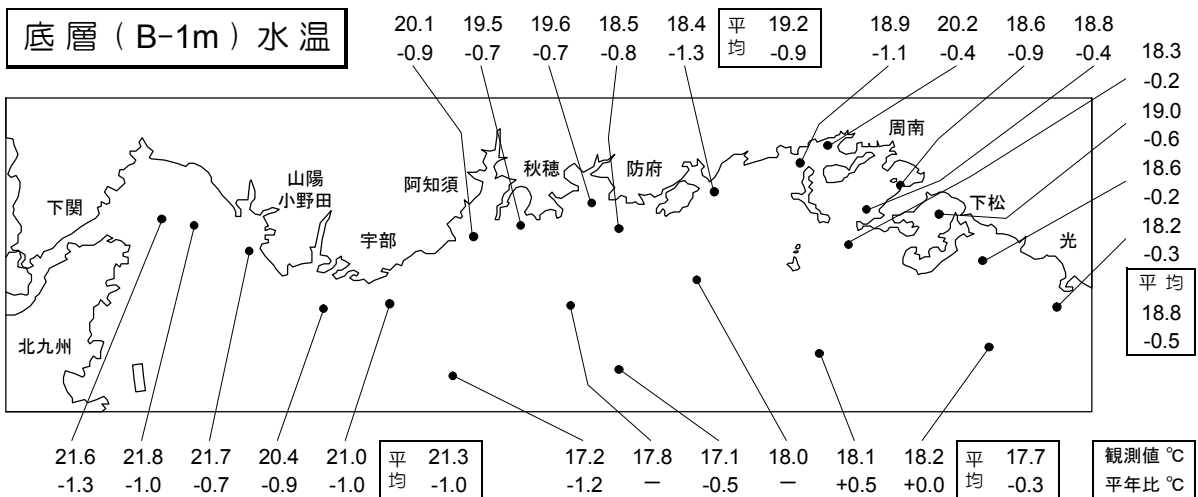 底層（B-1m）水温
20.1 19.5 19.6 18.5 18.4 平均 19.2 18.9 20.2 18.6 18.8
-0.9 -0.7 -0.7 -0.8 -1.3 -0.9 -1.1 -0.4 -0.9 -0.4
18.3
-0.2
19.0
-0.6
18.6
-0.2
18.2
-0.3
平均
18.8
-0.5
周南
秋穂
防府
山陽
小野田
阿知須
下関
下松
宇部
光
北九州
21.6 21.8 21.7 20.4 21.0 平均 21.3 17.2 17.8 17.1 18.0 18.1 18.2 平均 17.7 観測値 ℃
-1.3 -1.0 -0.7 -0.9 -1.0 -1.0 -1.2 － -0.5 － +0.5 +0.0 -0.3 平年比 ℃